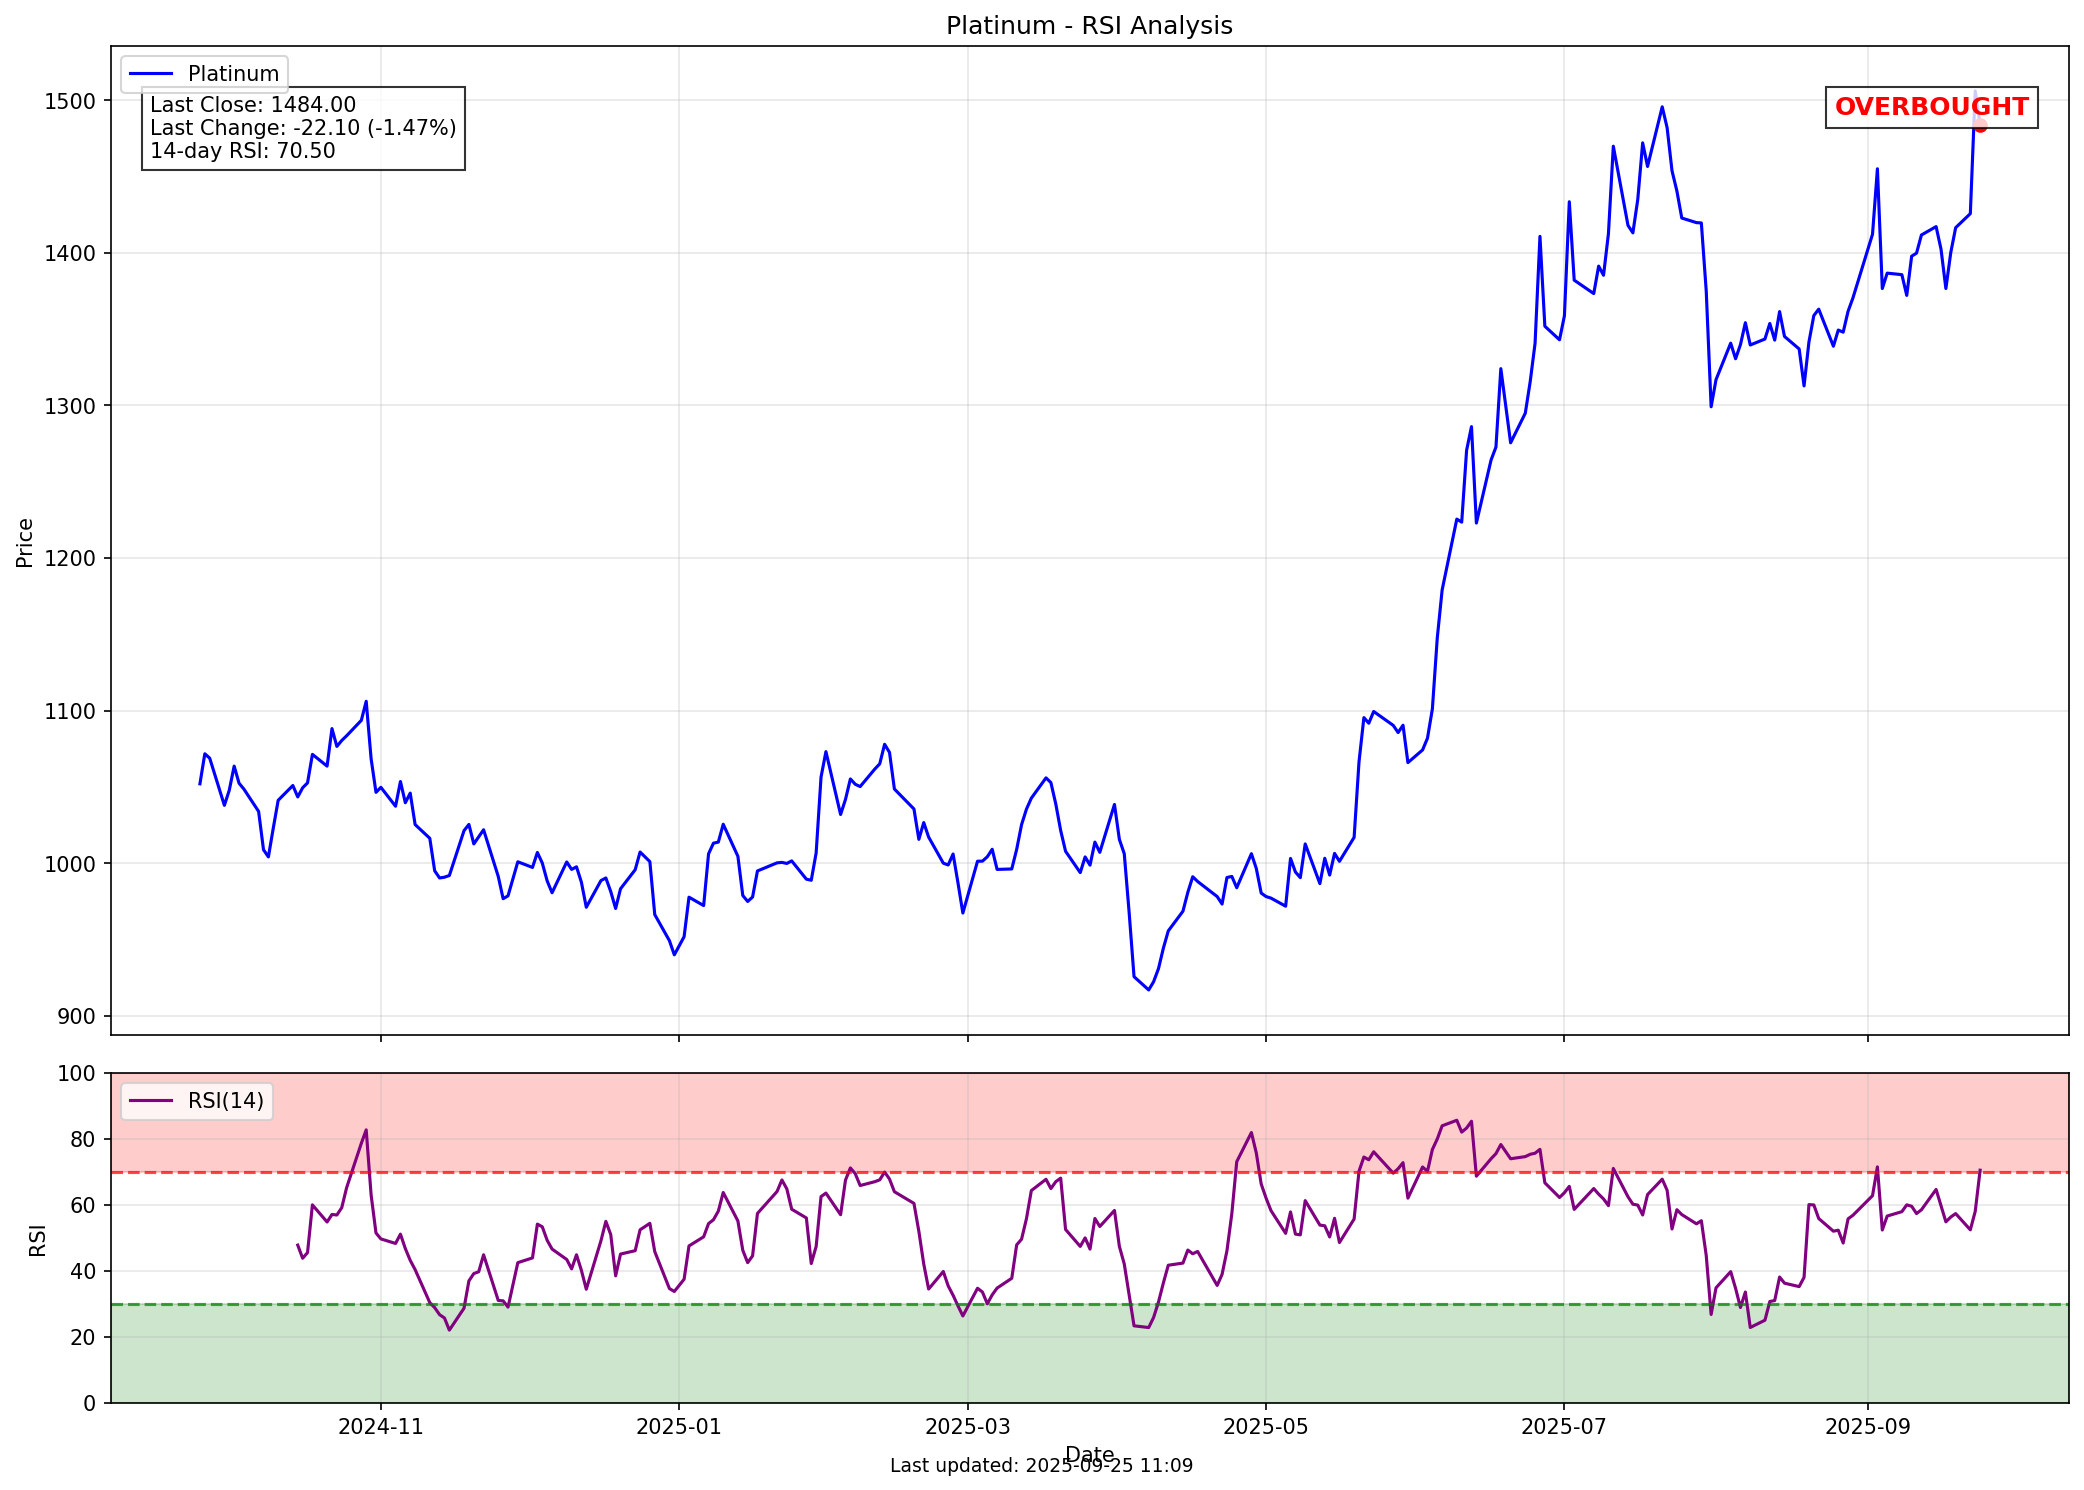 Platinum - RSI Analysis
Platinum
Last Close: 1484.00
Last Change: -22.10 (-1.47%)
14-day RSI: 70.50
OVERBOUGHT
Price
1500
1400
1300
1200
1100
1000
900
RSI(14)
RSI
100
80
60
40
20
0
2024-11
2025-01
2025-03
2025-05
2025-07
2025-09
Date
Last updated: 2025-09-25 11:09